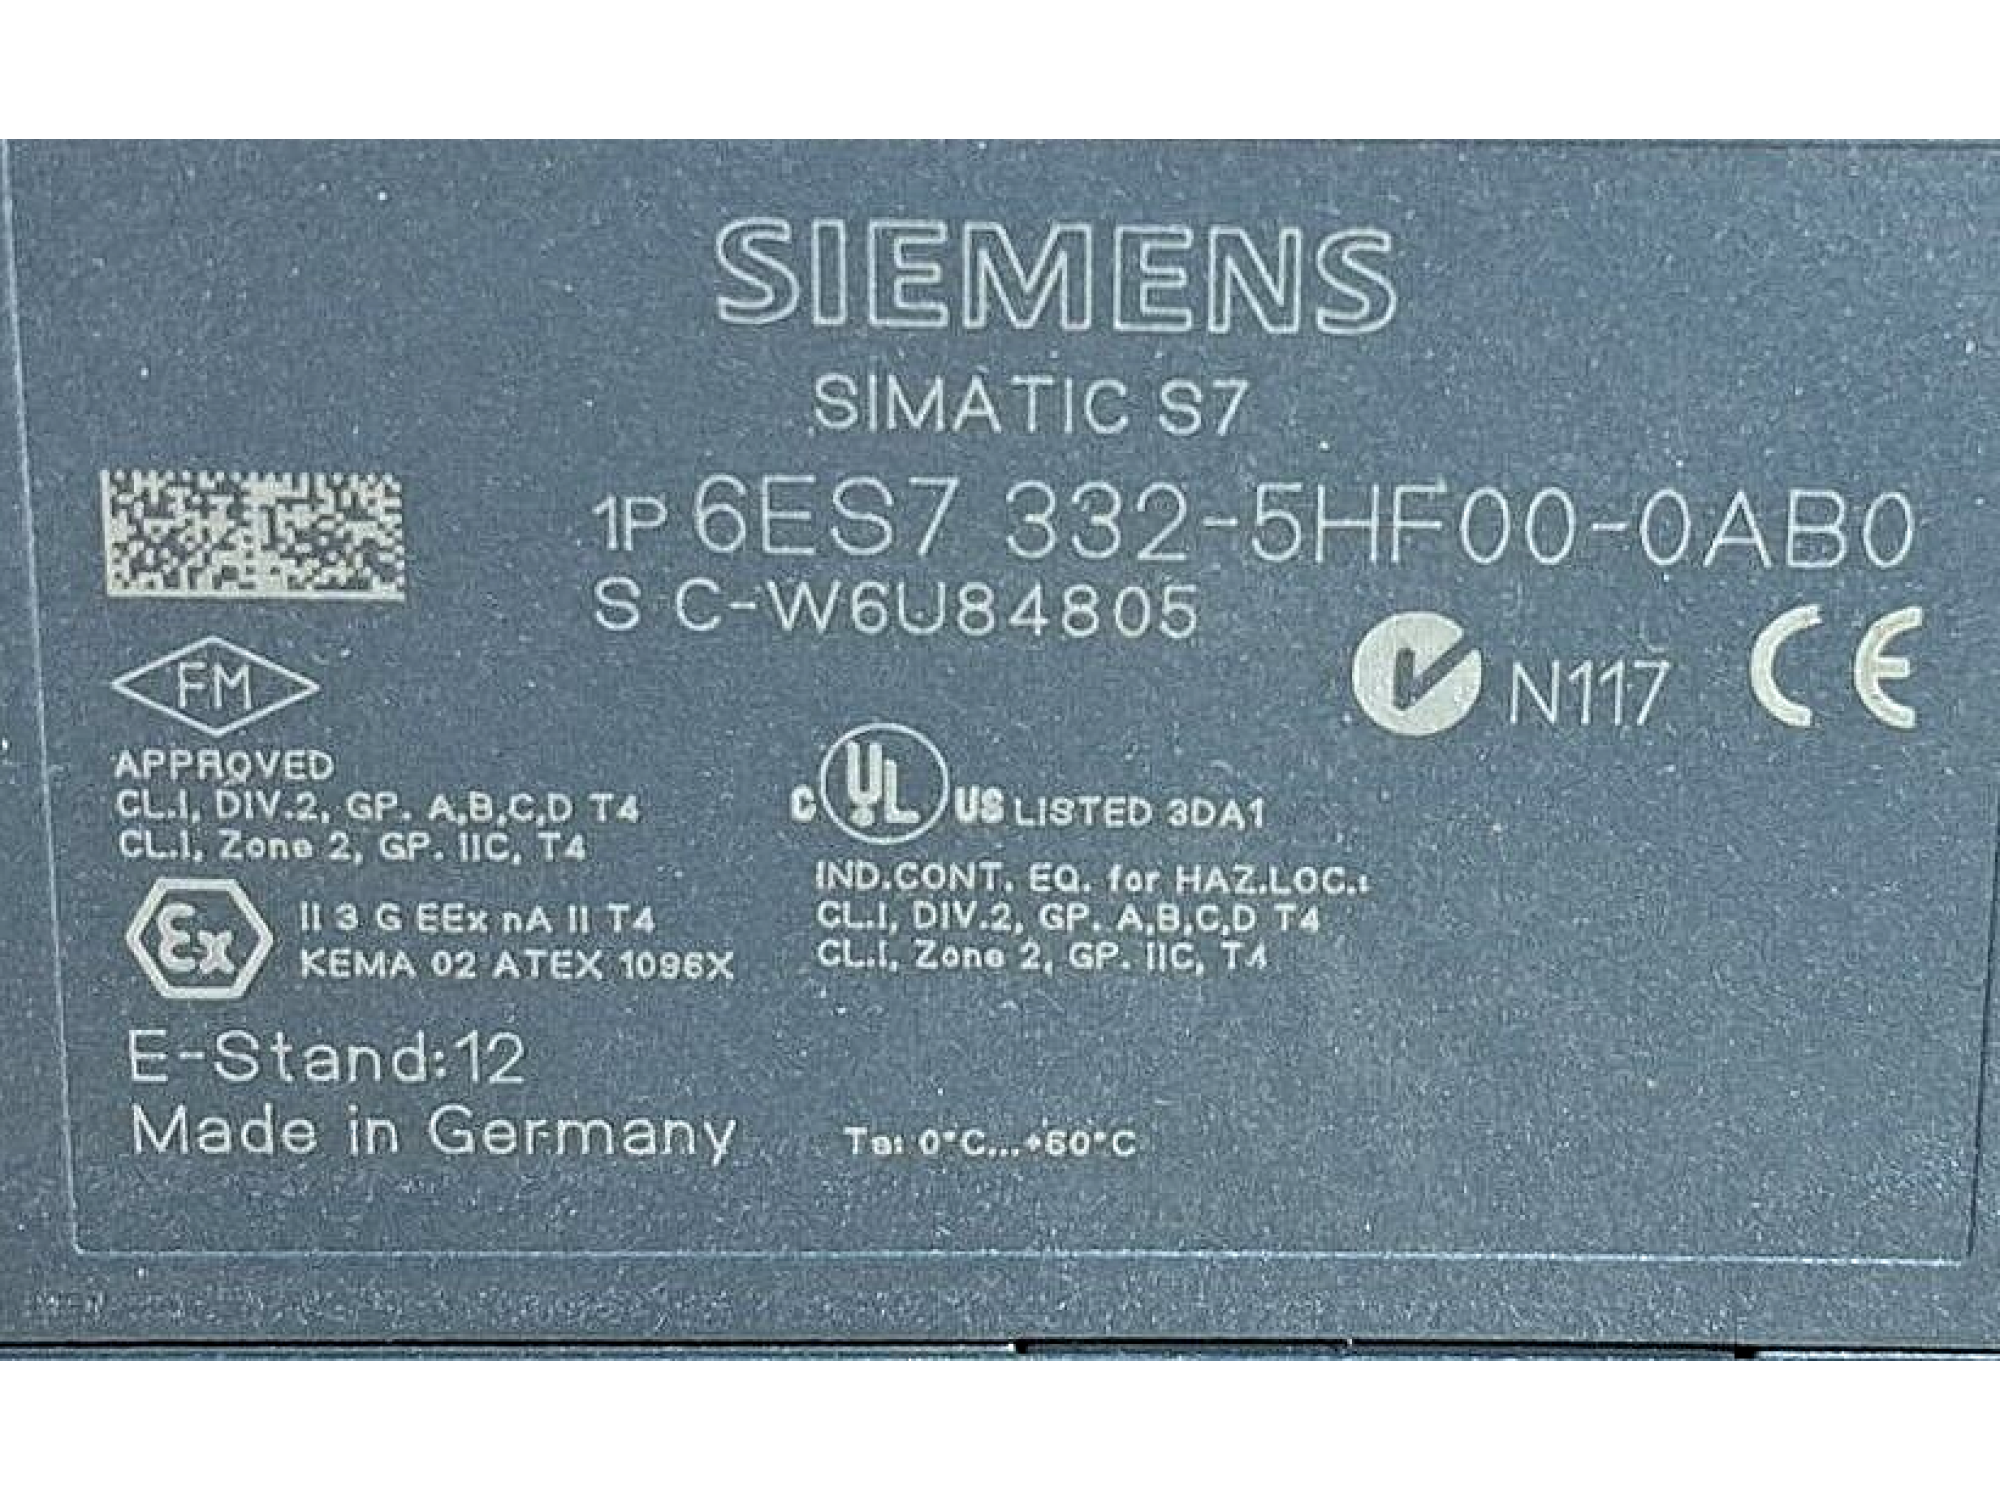 SIEMENS
SIMATIC S7
1P 6ES7 332-5HF00-0AB0
S C-W6U84805
FM
N117 CE
APPROVED
CL.I, DIV.2, GP. A,B,C,D T4
CL.I, Zone 2, GP. IIC, T4
C UL US LISTED 3DA1
IND.CONT. EQ. for HAZ.LOC.:
CL.I, DIV.2, GP. A,B,C,D T4
CL.I, Zone 2, GP. IIC, T4
Ex II 3 G EEx nA II T4
KEMA 02 ATEX 1096X
E-Stand:12
Made in Germany
Ta: 0°C...+60°C